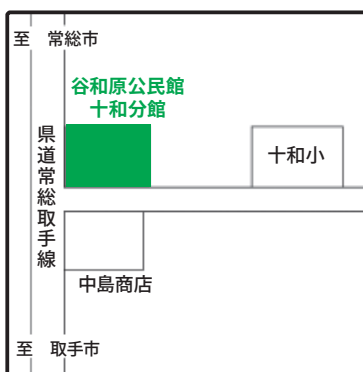 至 常総市
谷和原公民館
十和分館
県道常総取手線
十和小
中島商店
至 取手市